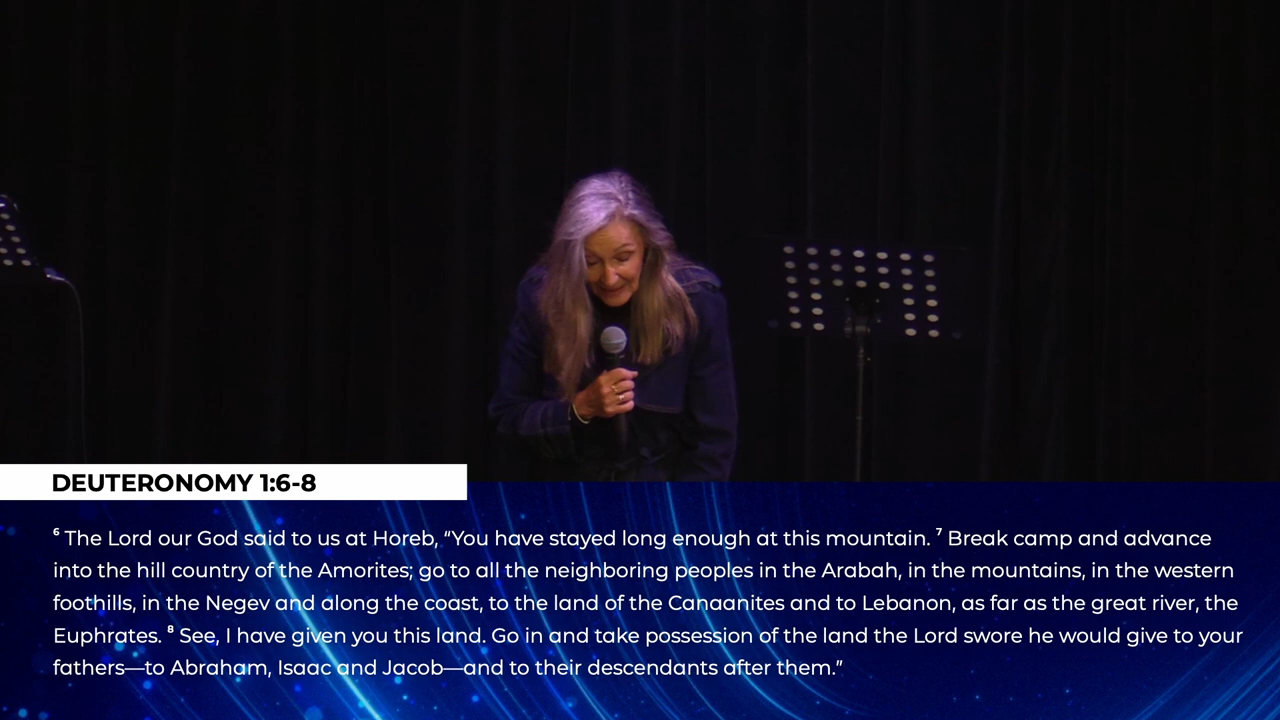 DEUTERONOMY 1:6-8
⁶ The Lord our God said to us at Horeb, “You have stayed long enough at this mountain. ⁷ Break camp and advance
into the hill country of the Amorites; go to all the neighboring peoples in the Arabah, in the mountains, in the western
foothills, in the Negev and along the coast, to the land of the Canaanites and to Lebanon, as far as the great river, the
Euphrates. ⁸ See, I have given you this land. Go in and take possession of the land the Lord swore he would give to your
fathers—to Abraham, Isaac and Jacob—and to their descendants after them.”